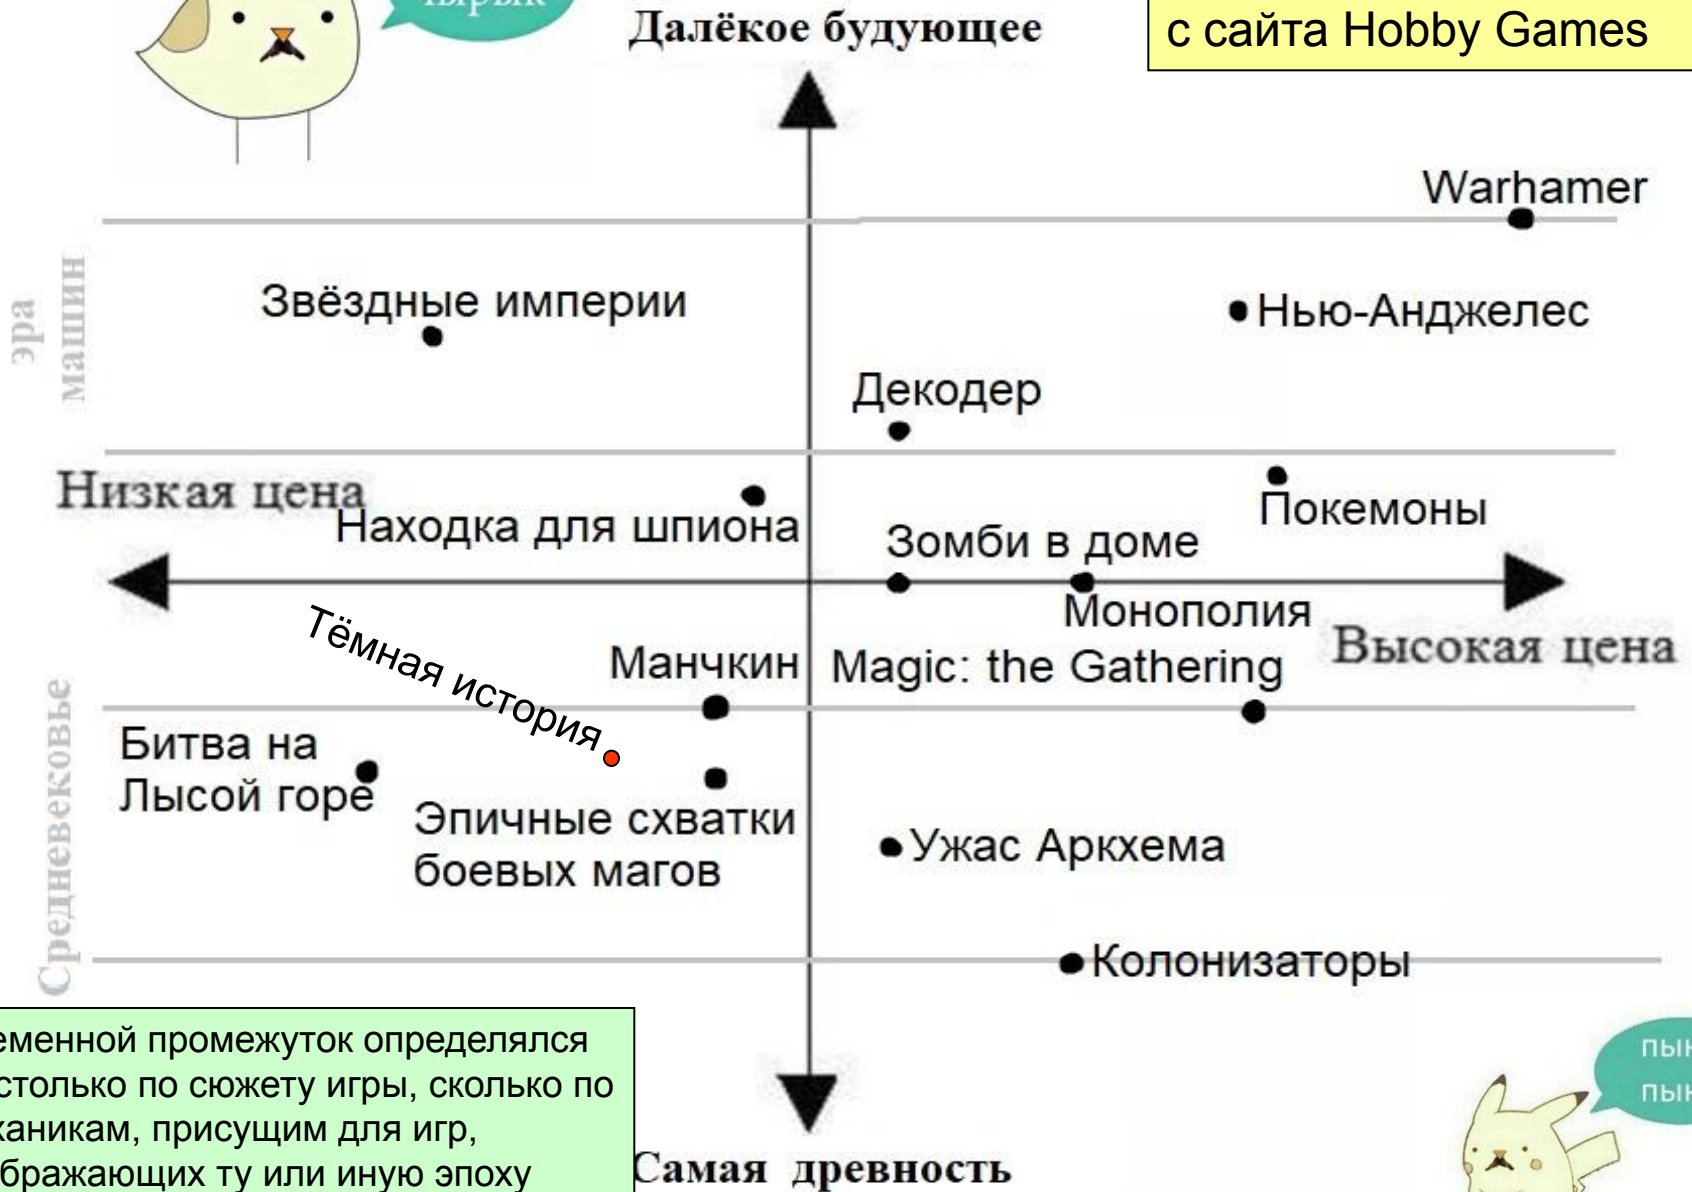 Далёкое будующее
с сайта Hobby Games
Warhamer
эра
машин
Звёздные империи
Нью-Анджелес
Декодер
Низкая цена
Находка для шпиона
Покемоны
Зомби в доме
Монополия
Тёмная история
Манчкин
Magic: the Gathering
Высокая цена
Средневековье
Битва на
Лысой горе
Эпичные схватки
боевых магов
Ужас Аркхема
Колонизаторы
промежуток определялся
столько по сюжету игры, сколько по
присущим для игр,
ту или иную эпоху
Самая древность